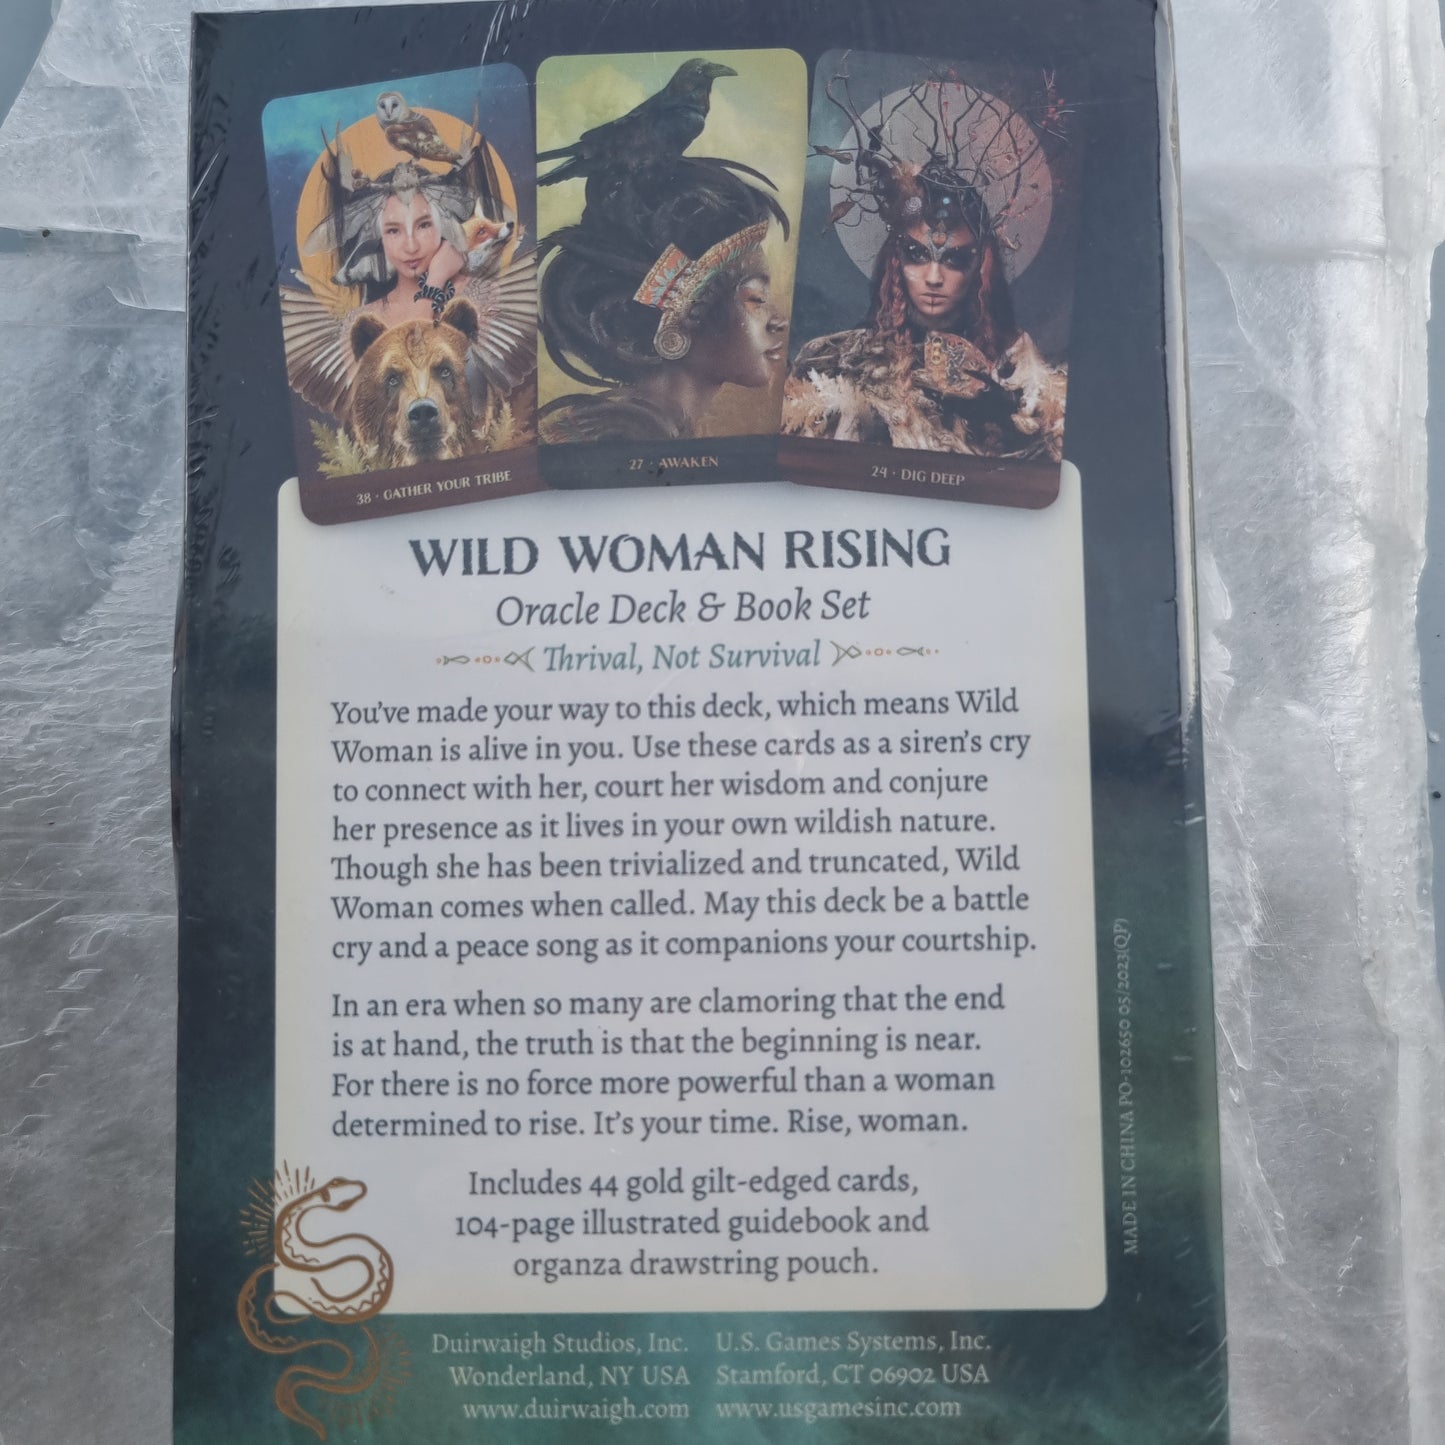 38 · GATHER YOUR TRIBE
27 · AWAKEN
24 · DIG DEEP
WILD WOMAN RISING
Oracle Deck & Book Set
Thrival, Not Survival
You've made your way to this deck, which means Wild
Woman is alive in you. Use these cards as a siren's cry
to connect with her, court her wisdom and conjure
her presence as it lives in your own wildish nature.
Though she has been trivialized and truncated, Wild
Woman comes when called. May this deck be a battle
cry and a peace song as it companions your courtship.
In an era when so many are clamoring that the end
is at hand, the truth is that the beginning is near.
For there is no force more powerful than a woman
determined to rise. It's your time. Rise, woman.
Includes 44 gold gilt-edged cards,
104-page illustrated guidebook and
organza drawstring pouch.
Duirwaigh Studios, Inc.
Wonderland, NY USA
www.duirwaigh.com
U.S. Games Systems, Inc.
Stamford, CT 06902 USA
www.usgamesinc.com
MADE IN CHINA PO-102650 05/2023(QP)